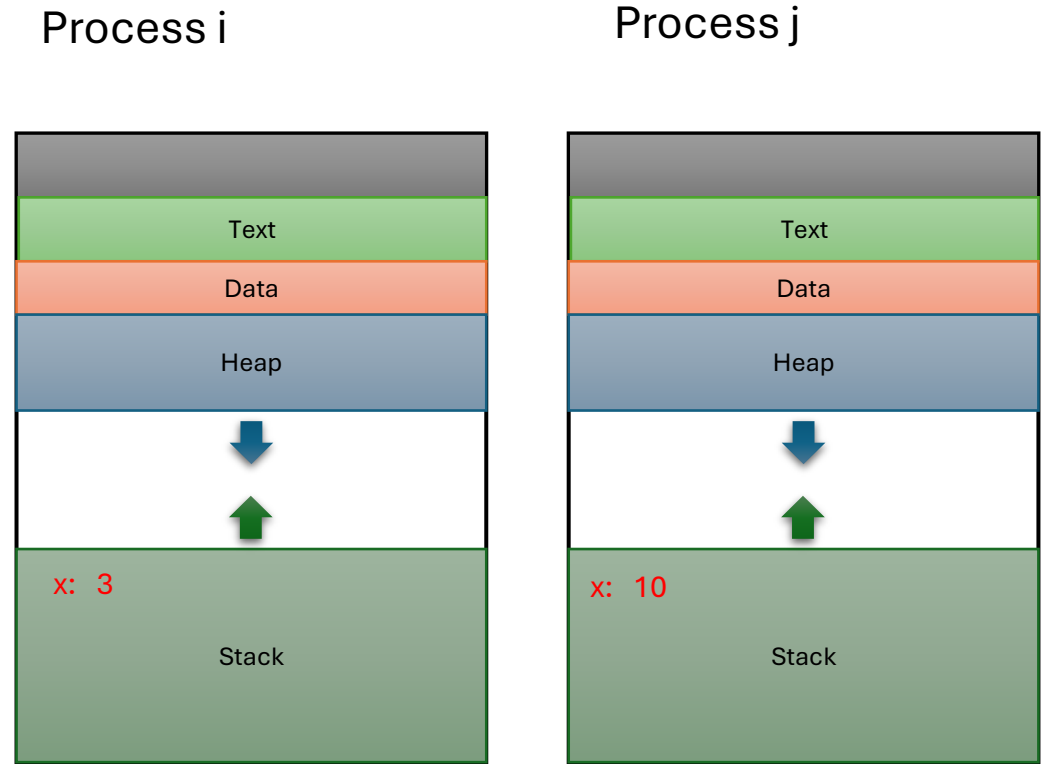 Process i
Process j
Text
Data
Heap
x: 3
Stack
Text
Data
Heap
x: 10
Stack